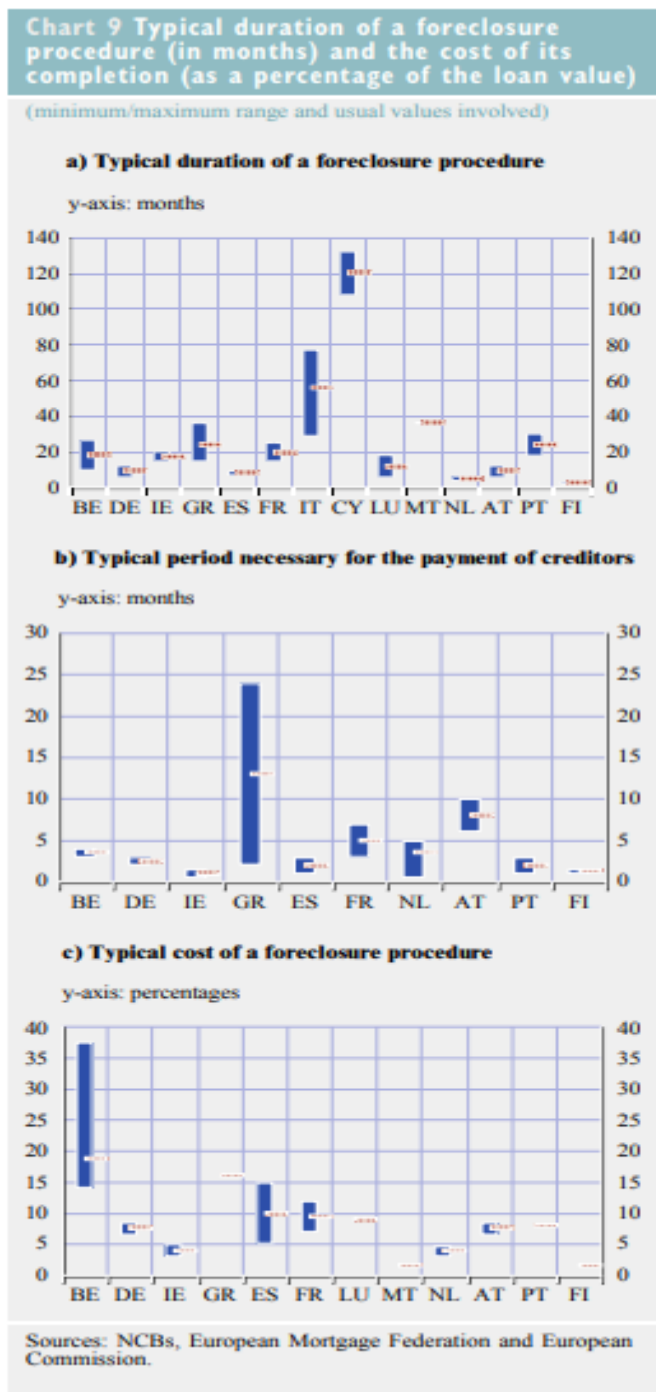 Chart 9 Typical duration of a foreclosure
procedure (in months) and the cost of its
completion (as a percentage of the loan value)
(minimum/maximum range and usual values involved)
a) Typical duration of a foreclosure procedure
y-axis: months
140 140
120 120
100 100
80 80
60 60
40 40
20 20
0 0
BE DE IE GR ES FR IT CY LU MT NL AT PT FI
b) Typical period necessary for the payment of creditors
y-axis: months
30 30
25 25
20 20
15 15
10 10
5 5
0 0
BE DE IE GR ES FR NL AT PT FI
c) Typical cost of a foreclosure procedure
y-axis: percentages
40 40
35 35
30 30
25 25
20 20
15 15
10 10
5 5
0 0
BE DE IE GR ES FR LU MT NL AT PT FI
Sources: NCBs, European Mortgage Federation and European
Commission.